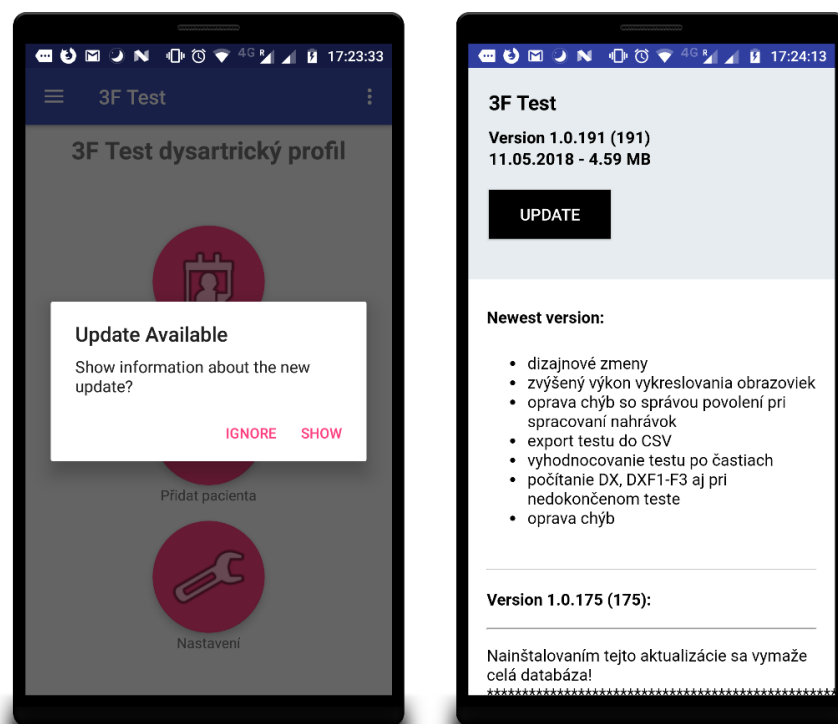 4G R 17:23:33
3F Test
3F Test dysartrický profil
Update Available
Show information about the new
update?
IGNORE SHOW
Přidat pacienta
Nastavení
4G R 17:24:13
3F Test
Version 1.0.191 (191)
11.05.2018 - 4.59 MB
UPDATE
Newest version:
• dizajnové zmeny
• zvýšený výkon vykreslovania obrazoviek
• oprava chýb so správou povolení pri
spracovaní nahrávok
• export testu do CSV
• vyhodnocovanie testu po častiach
• počítanie DX, DXF1-F3 aj pri
nedokončenom teste
• oprava chýb
Version 1.0.175 (175):
Nainštalovaním tejto aktualizácie sa vymaže
celá databáza!